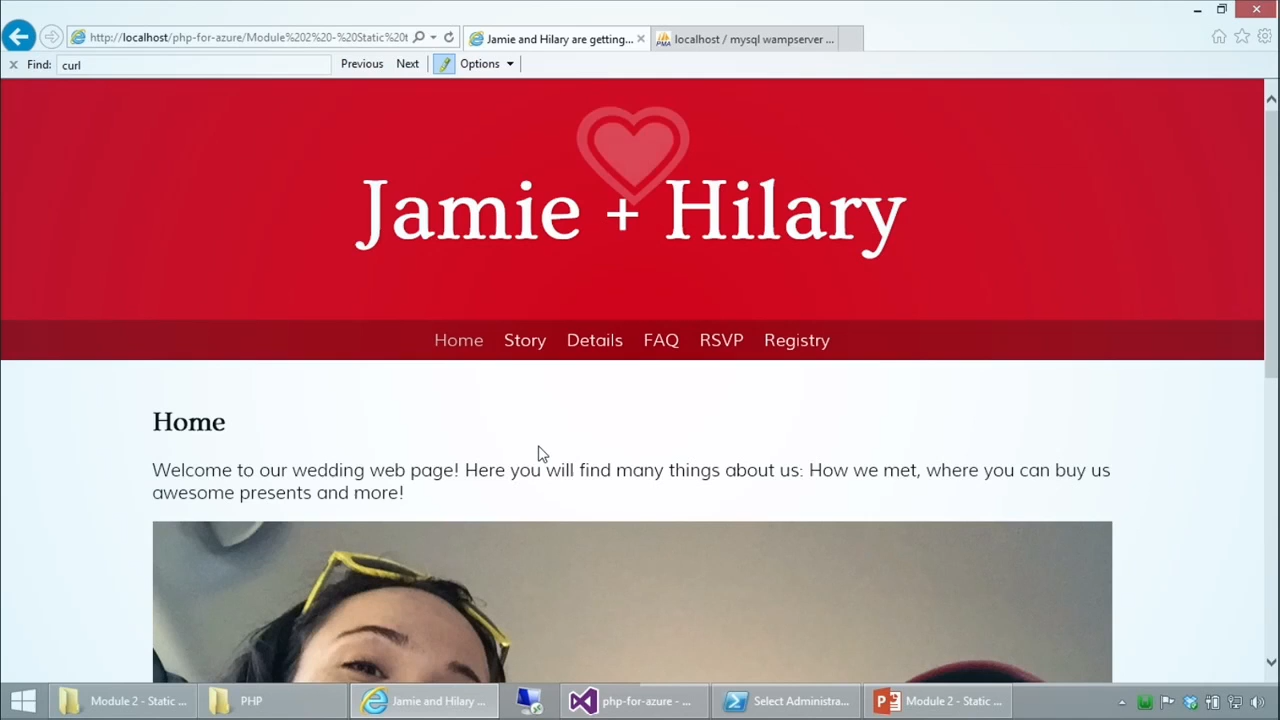 http://localhost/php-for-azure/Module%202%20-%20Static%20t
Jamie and Hilary are getting...
localhost / mysql wampserver ...
Find:
curl
Previous
Next
Options
Jamie + Hilary
Home
Story
Details
FAQ
RSVP
Registry
Home
Welcome to our wedding web page! Here you will find many things about us: How we met, where you can buy us
awesome presents and more!
Module 2 - Static ...
PHP
Jamie and Hilary ...
php-for-azure - ...
Select Administra...
Module 2 - Static ...